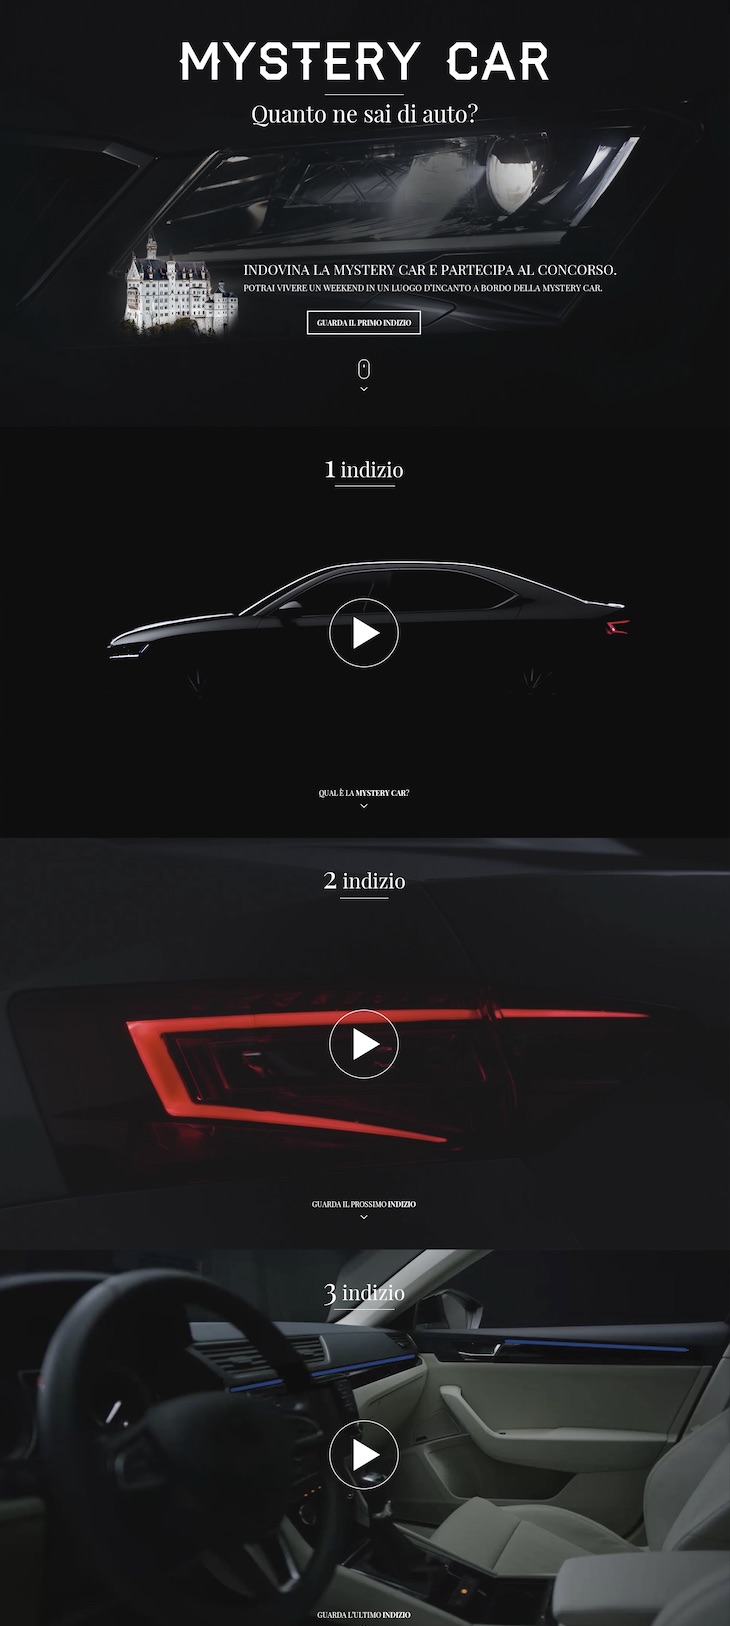 MYSTERY CAR
Quanto ne sai di auto?
INDOVINA LA MYSTERY CAR E PARTECIPA AL CONCORSO.
POTRAI VIVERE UN WEEKEND IN UN LUOGO D'INCANTO A BORDO DELLA MYSTERY CAR.
GUARDA IL PRIMO INDIZIO
1 indizio
QUAL È LA MYSTERY CAR?
2 indizio
GUARDA IL PROSSIMO INDIZIO
3 indizio
GUARDA L'ULTIMO INDIZIO